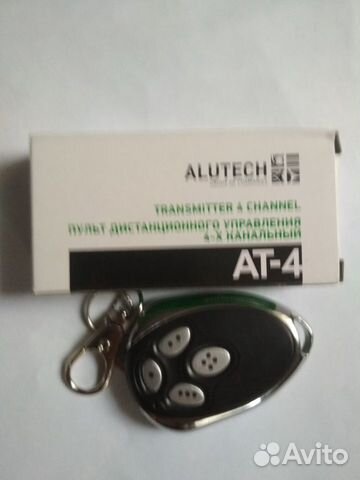 ALUTECH
TRANSMITTER 4 CHANNEL
ПУЛЬТ ДИСТАНЦИОННОГО УПРАВЛЕНИЯ
4-Х КАНАЛЬНЫЙ
AT-4
Avito